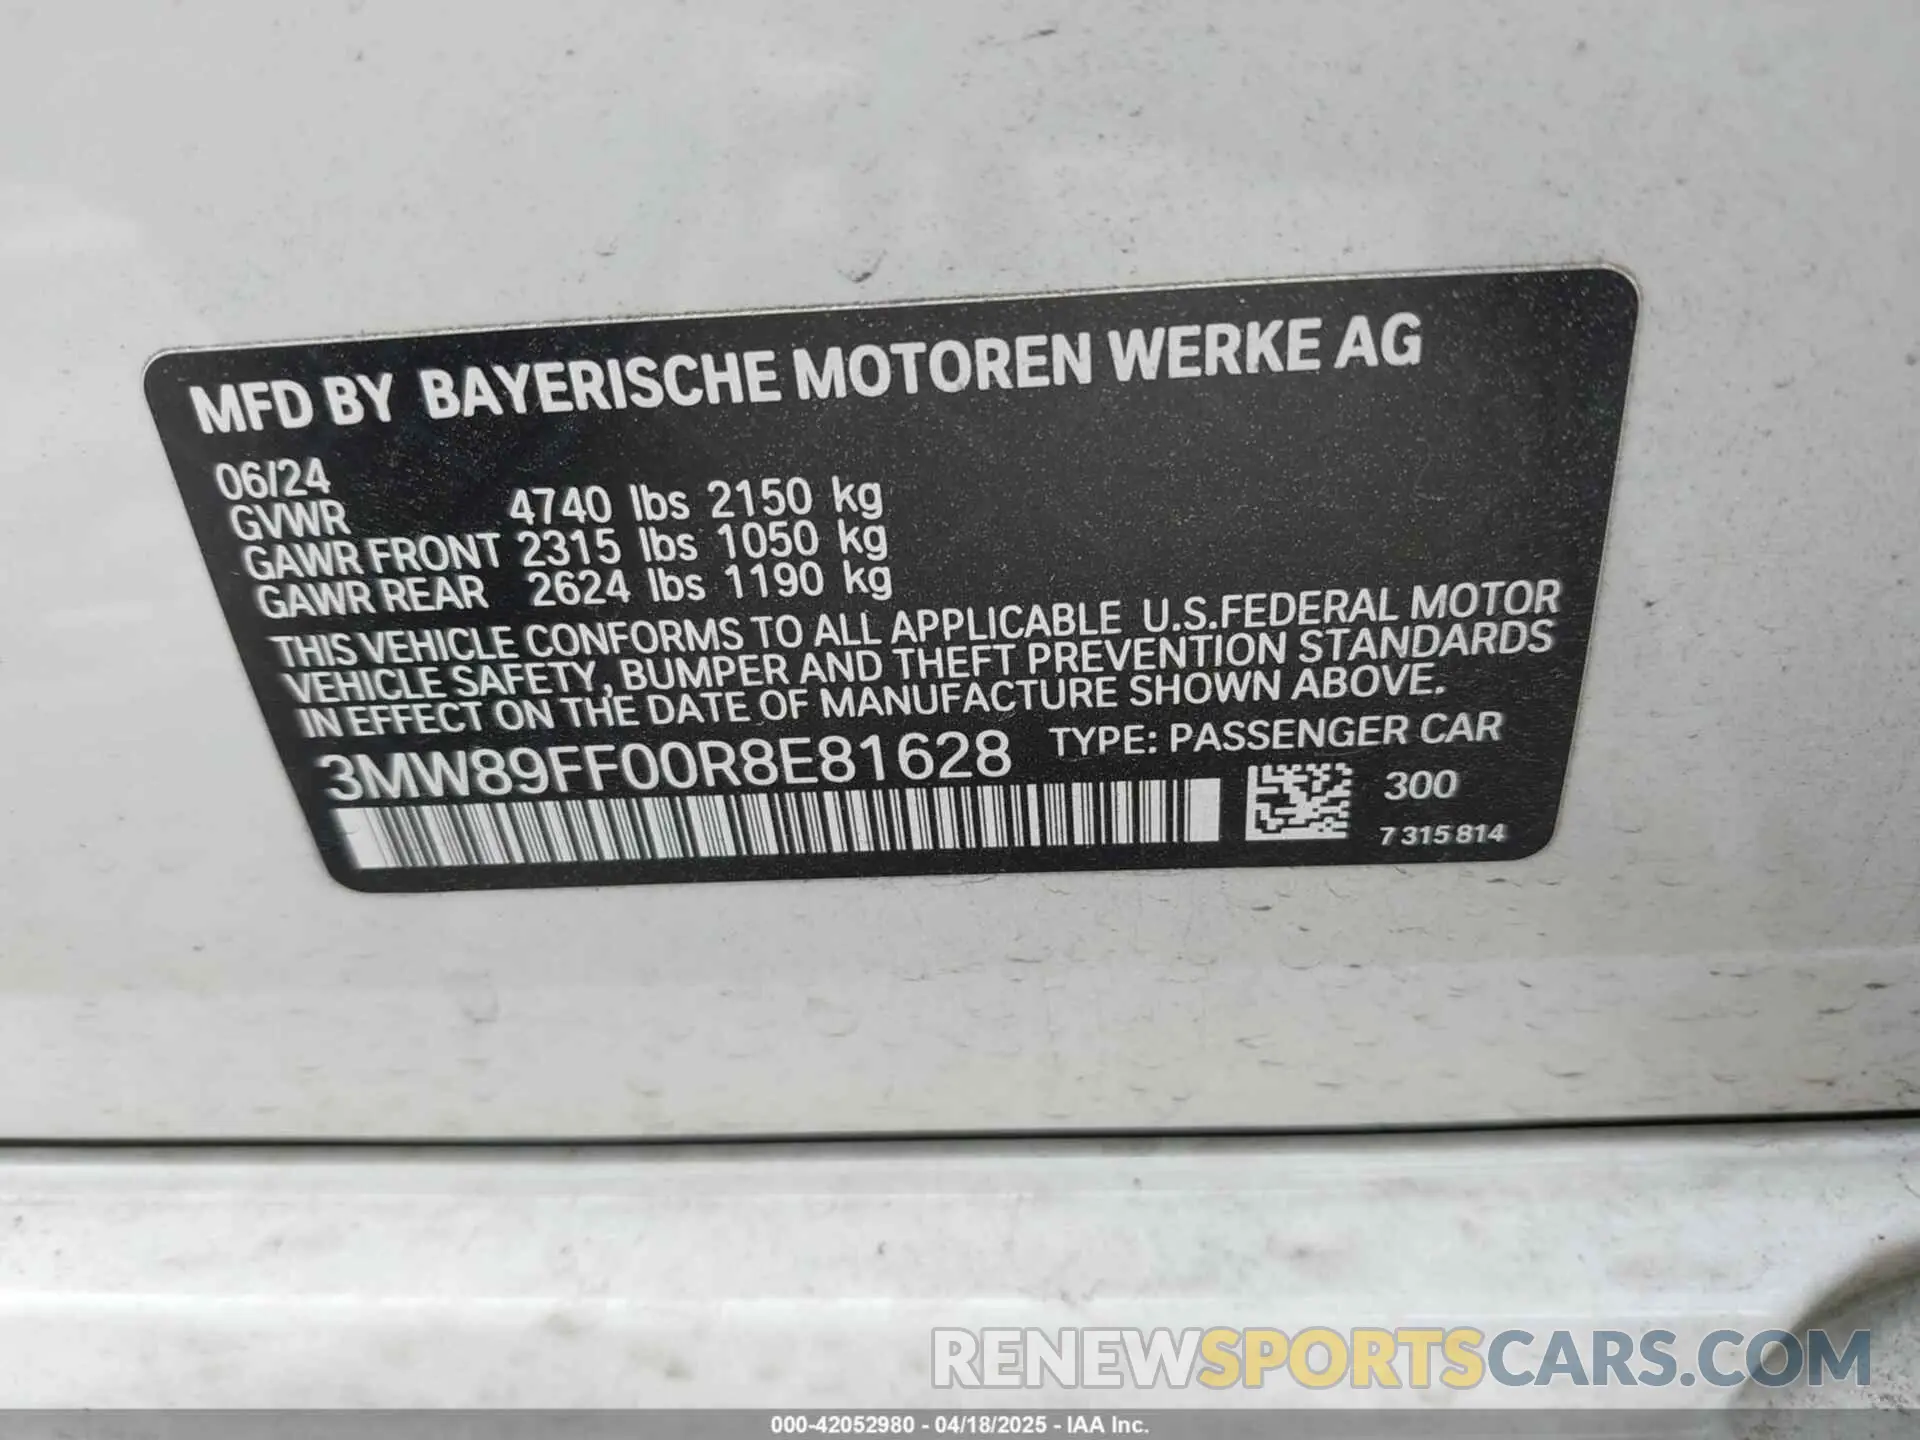 MFD BY BAYERISCHE MOTOREN WERKE AG
06/24
GVWR 4740 lbs 2150 kg
GAWR FRONT 2315 lbs 1050 kg
GAWR REAR 2624 lbs 1190 kg
THIS VEHICLE CONFORMS TO ALL APPLICABLE U.S.FEDERAL MOTOR
VEHICLE SAFETY, BUMPER AND THEFT PREVENTION STANDARDS
IN EFFECT ON THE DATE OF MANUFACTURE SHOWN ABOVE.
3MW89FF00R8E81628 TYPE: PASSENGER CAR
300
7 315 814
RENEWSPORTSCARS.COM
000-42052980 - 04/18/2025 - IAA Inc.